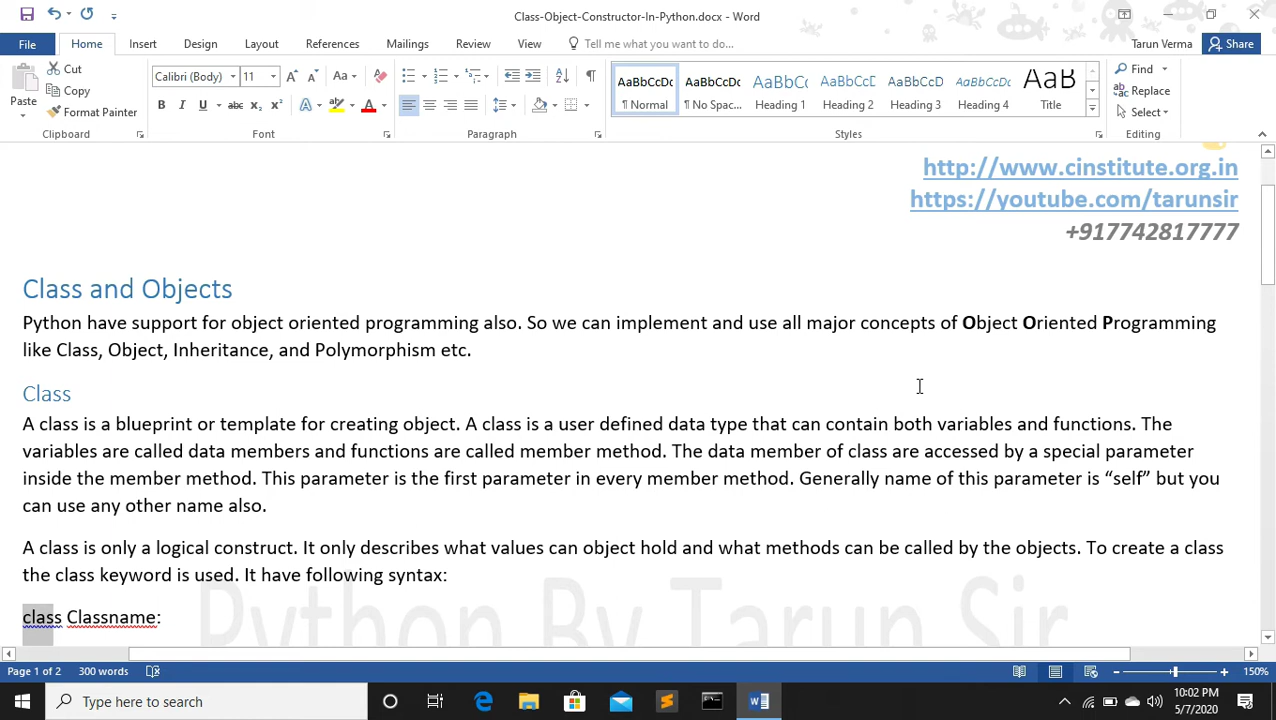 Class-Object-Constructor-In-Python.docx - Word
File Home Insert Design Layout References Mailings Review View Tell me what you want to do... Tarun Verma Share
Cut
Copy
Format Painter
Paste
Calibri (Body) 11
AaBbCcDc AaBbCcDc AaBbCc AaBbCcD AaBbCcD AaBbCcD AaB
¶ Normal ¶ No Spac... Heading 1 Heading 2 Heading 3 Heading 4 Title
Find
Replace
Select
Clipboard Font Paragraph Styles Editing
http://www.cinstitute.org.in
https://youtube.com/tarunsir
+917742817777
Class and Objects
Python have support for object oriented programming also. So we can implement and use all major concepts of Object Oriented Programming
like Class, Object, Inheritance, and Polymorphism etc.
Class
A class is a blueprint or template for creating object. A class is a user defined data type that can contain both variables and functions. The
variables are called data members and functions are called member method. The data member of class are accessed by a special parameter
inside the member method. This parameter is the first parameter in every member method. Generally name of this parameter is “self” but you
can use any other name also.
A class is only a logical construct. It only describes what values can object hold and what methods can be called by the objects. To create a class
the class keyword is used. It have following syntax:
class Classname:
Python By Tarun Sir
Page 1 of 2 300 words 150%
Type here to search
10:02 PM
5/7/2020